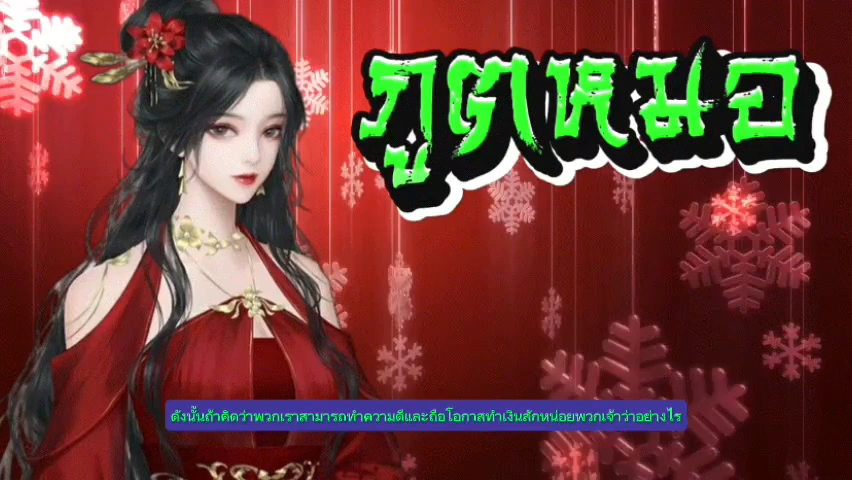 ภูตหมอ
ดังนั้นถ้าคิดว่าพวกเราสามารถทำความดีและถือโอกาสทำเงินสักหน่อยพวกเจ้าว่าอย่างไร